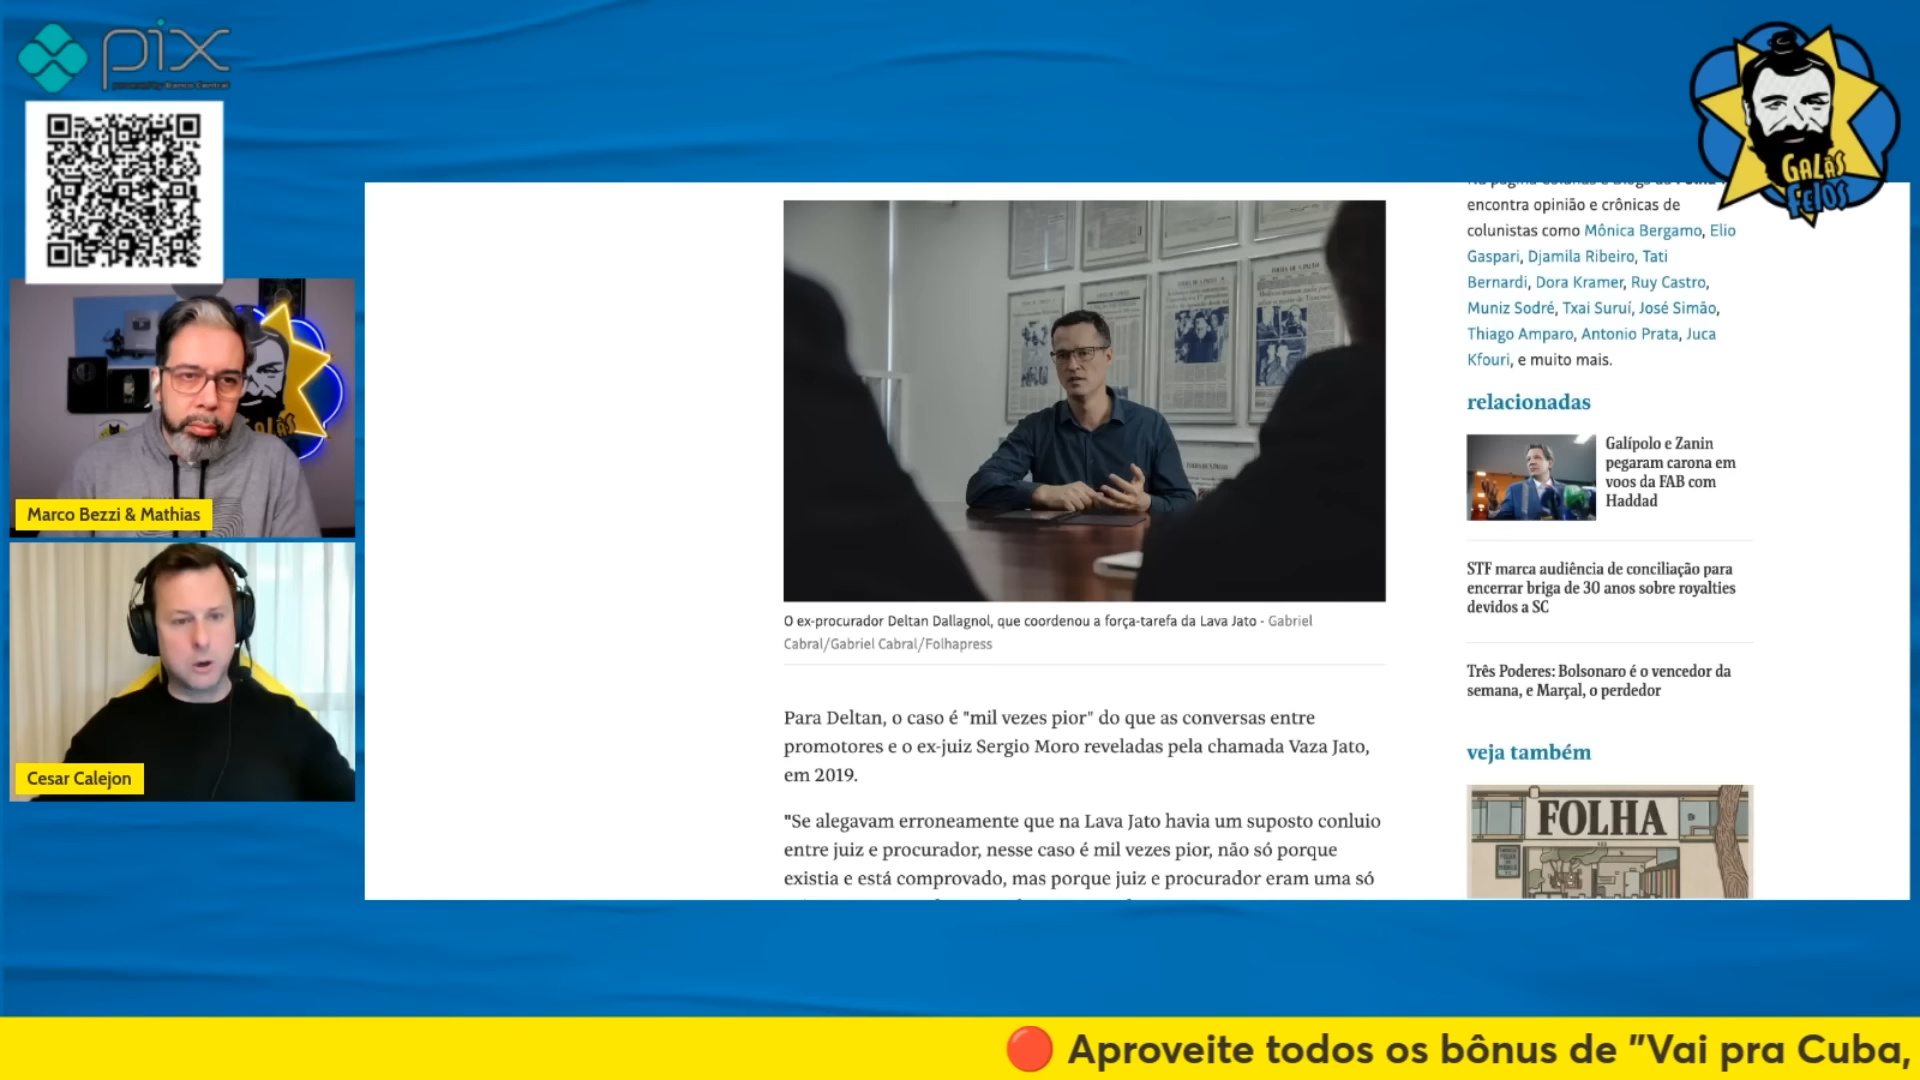 pix
powered by Banco Central
GALÃS
FEIOS
Marco Bezzi & Mathias
Cesar Calejon
O ex-procurador Deltan Dallagnol, que coordenou a força-tarefa da Lava Jato - Gabriel
Cabral/Gabriel Cabral/Folhapress
Para Deltan, o caso é "mil vezes pior" do que as conversas entre
promotores e o ex-juiz Sergio Moro reveladas pela chamada Vaza Jato,
em 2019.
"Se alegavam erroneamente que na Lava Jato havia um suposto conluio
entre juiz e procurador, nesse caso é mil vezes pior, não só porque
existia e está comprovado, mas porque juiz e procurador eram uma só
encontra opinião e crônicas de
colunistas como Mônica Bergamo, Elio
Gaspari, Djamila Ribeiro, Tati
Bernardi, Dora Kramer, Ruy Castro,
Muniz Sodré, Txai Suruí, José Simão,
Thiago Amparo, Antonio Prata, Juca
Kfouri, e muito mais.
relacionadas
Galípolo e Zanin
pegaram carona em
voos da FAB com
Haddad
STF marca audiência de conciliação para
encerrar briga de 30 anos sobre royalties
devidos a SC
Três Poderes: Bolsonaro é o vencedor da
semana, e Marçal, o perdedor
veja também
FOLHA
Aproveite todos os bônus de "Vai pra Cuba,